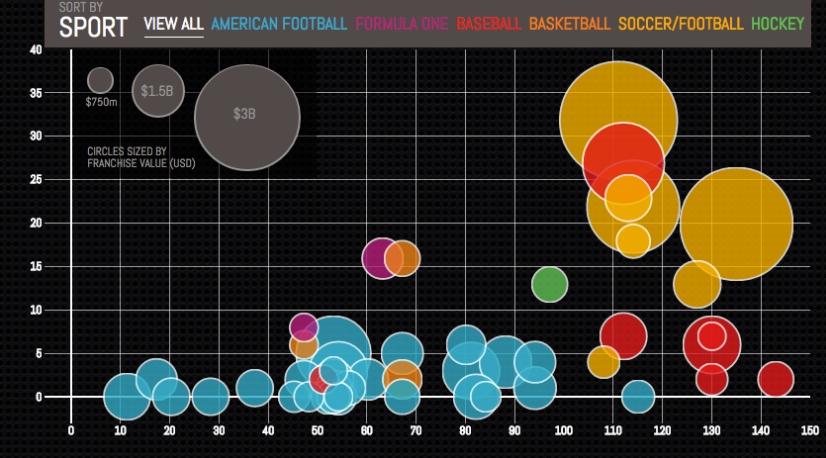 SORT BY
SPORT VIEW ALL AMERICAN FOOTBALL FORMULA ONE BASEBALL BASKETBALL SOCCER/FOOTBALL HOCKEY
40
35
30
25
20
15
10
5
0
$750m
$1.5B
$3B
CIRCLES SIZED BY
FRANCHISE VALUE (USD)
0 10 20 30 40 50 60 70 80 90 100 110 120 130 140 150